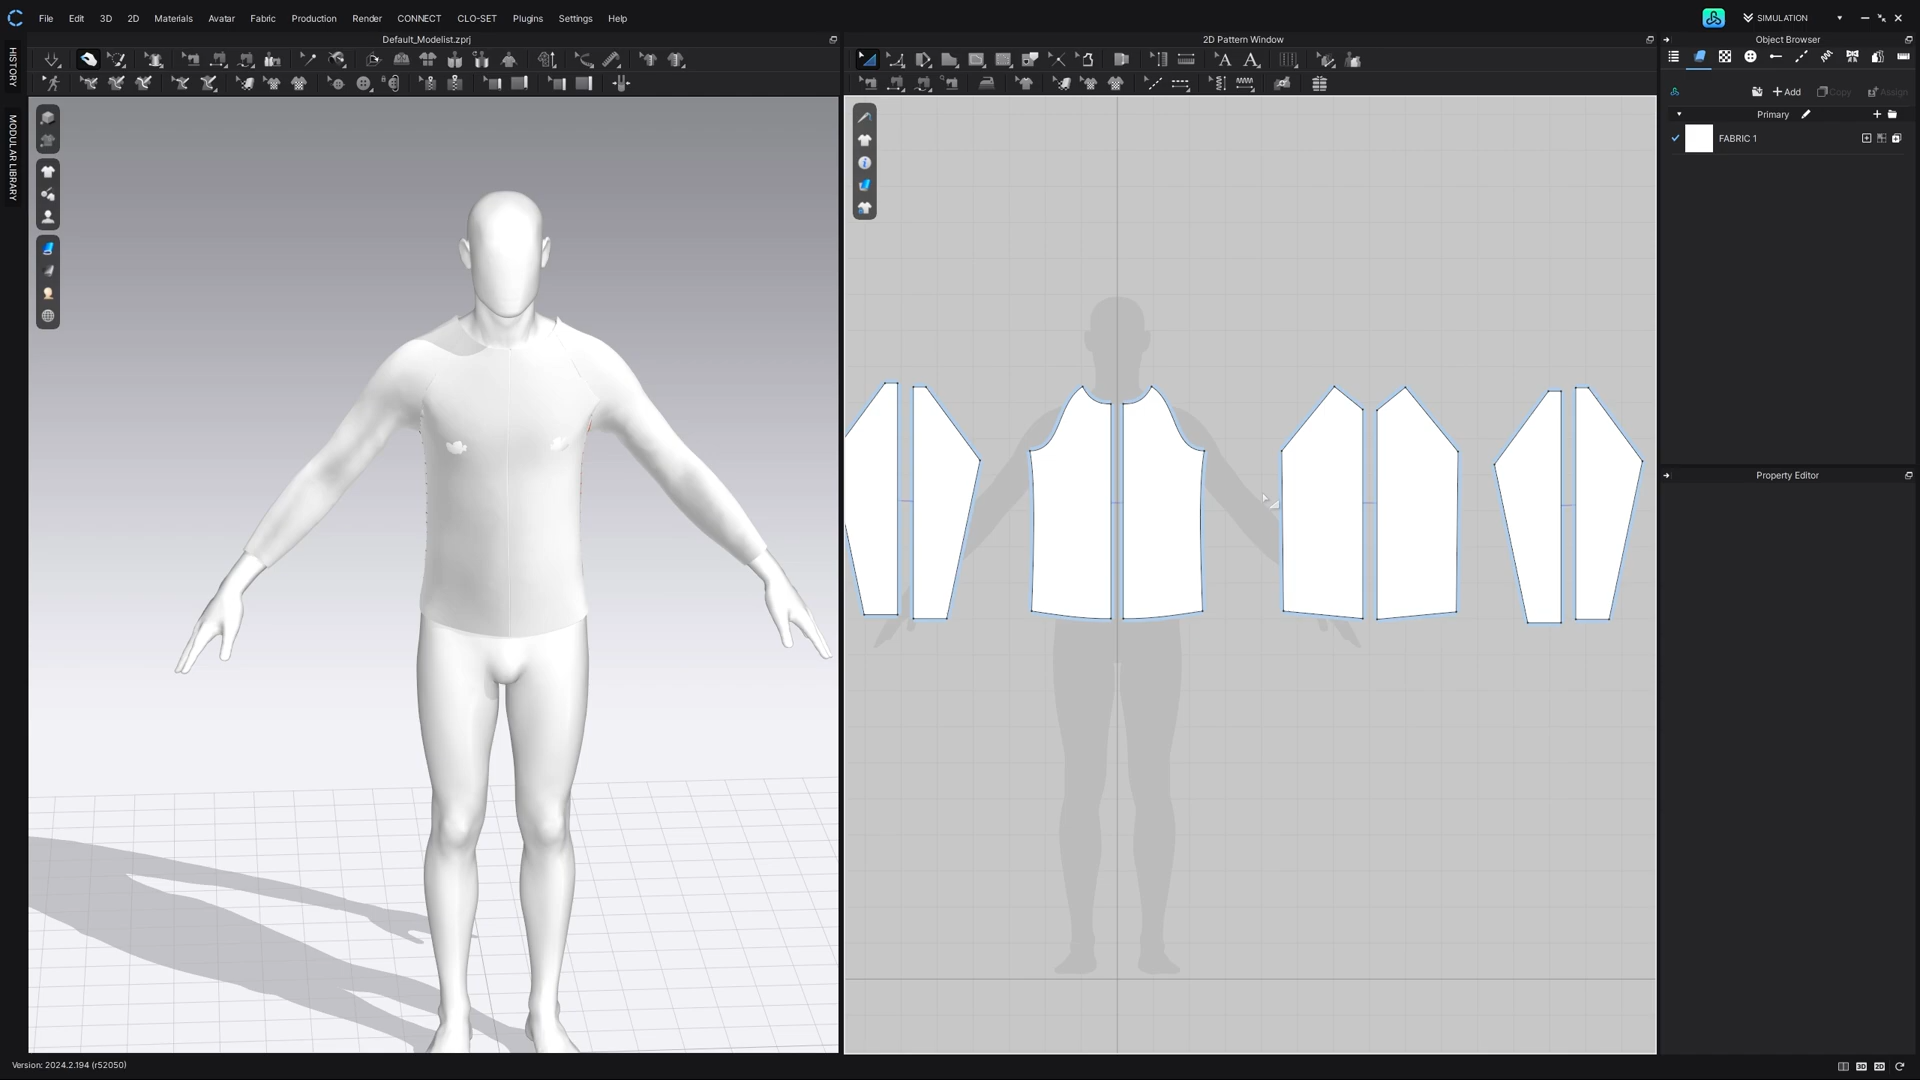 File Edit 3D 2D Materials Avatar Fabric Production Render CONNECT CLO-SET Plugins Settings Help
SIMULATION
HISTORY
MODULAR LIBRARY
Default_Modelist.zprj
2D Pattern Window
Object Browser
Add Copy Assign
Primary
FABRIC 1
Property Editor
Version: 2024.2.194 (r52050)
3D 2D